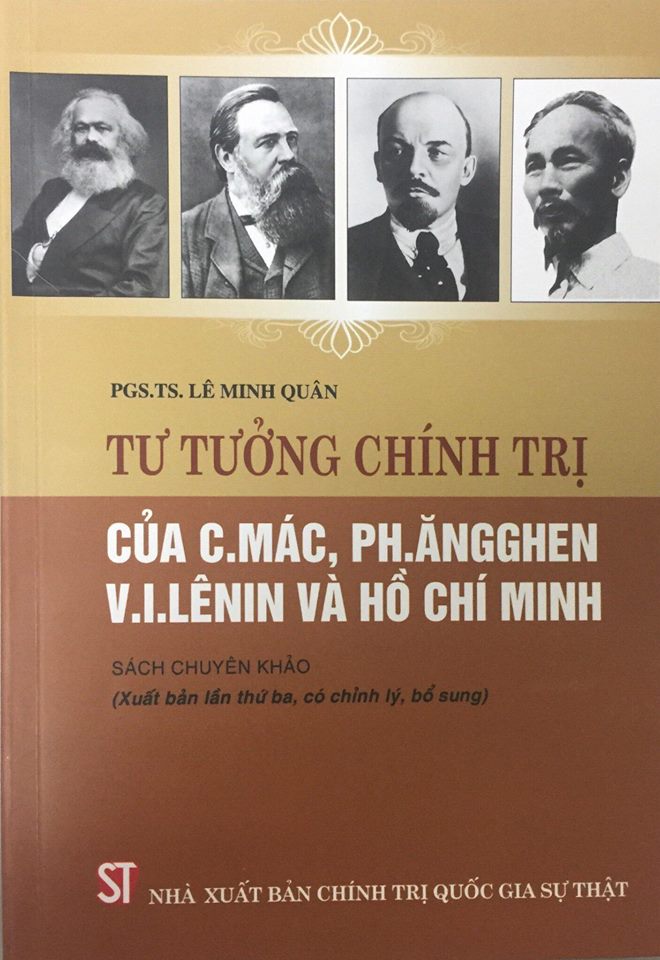 PGS.TS. LÊ MINH QUÂN
TƯ TƯỞNG CHÍNH TRỊ
CỦA C.MÁC, PH.ĂNGGHEN
V.I.LÊNIN VÀ HỒ CHÍ MINH
SÁCH CHUYÊN KHẢO
(Xuất bản lần thứ ba, có chỉnh lý, bổ sung)
ST NHÀ XUẤT BẢN CHÍNH TRỊ QUỐC GIA SỰ THẬT